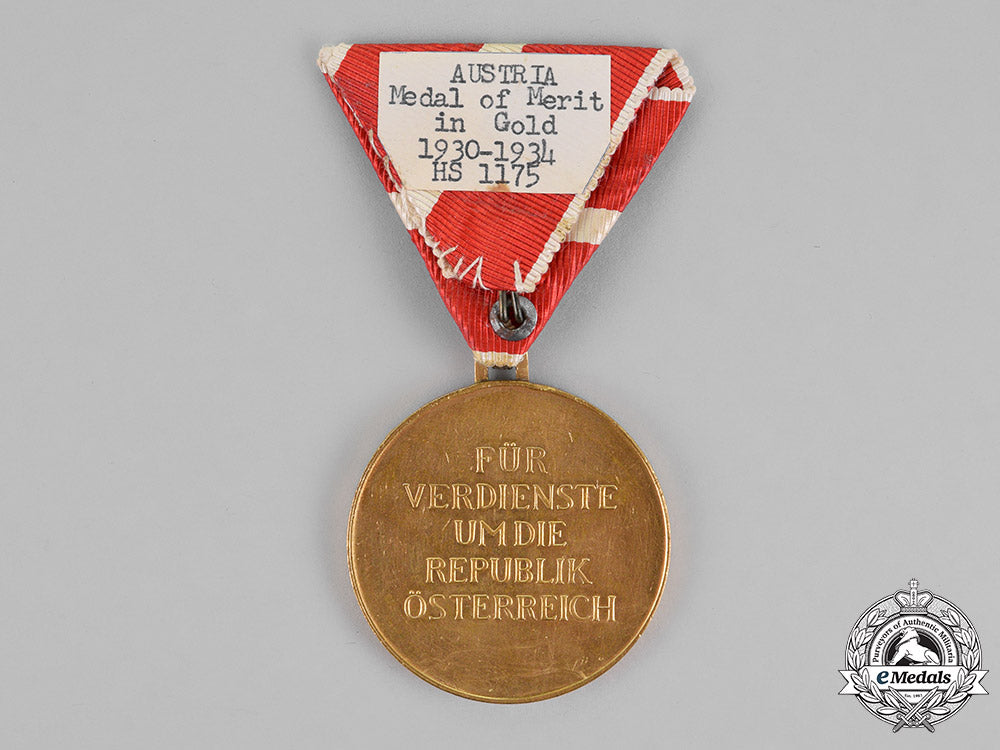 AUSTRIA
Medal of Merit
in Gold
1930-1934
HS 1175
FÜR
VERDIENSTE
UM DIE
REPUBLIK
ÖSTERREICH
Purveyors of Authentic Militaria
eMedals